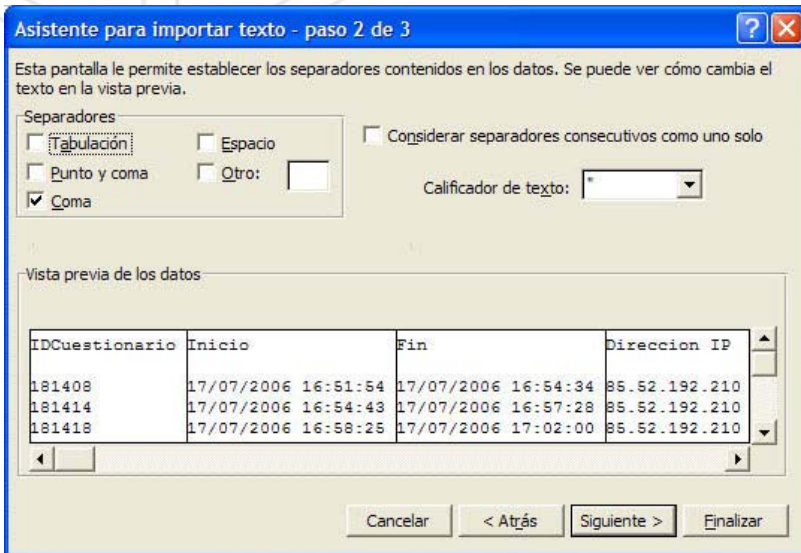 Asistente para importar texto - paso 2 de 3
Esta pantalla le permite establecer los separadores contenidos en los datos. Se puede ver cómo cambia el
texto en la vista previa.
Separadores
Tabulación Espacio
Punto y coma Otro:
Coma
Considerar separadores consecutivos como uno solo
Calificador de texto: "
Vista previa de los datos
IDCuestionario Inicio Fin Direccion IP
181408 17/07/2006 16:51:54 17/07/2006 16:54:34 85.52.192.210
181414 17/07/2006 16:54:43 17/07/2006 16:57:28 85.52.192.210
181418 17/07/2006 16:58:25 17/07/2006 17:02:00 85.52.192.210
Cancelar < Atrás Siguiente > Finalizar